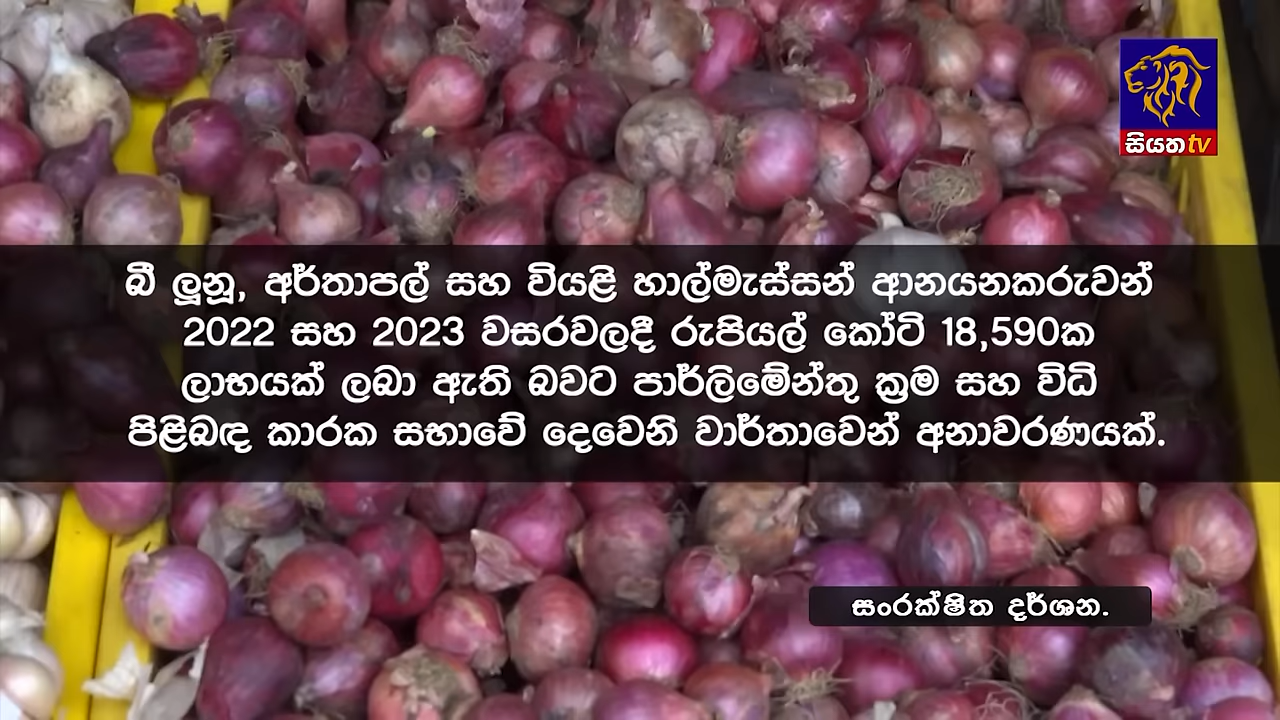 සියත tv
බී ලූනූ, අර්තාපල් සහ වියළි හාල්මැස්සන් ආනයනකරුවන්
2022 සහ 2023 වසරවලදී රුපියල් කෝටි 18,590ක
ලාභයක් ලබා ඇති බවට පාර්ලිමේන්තු ක්‍රම සහ විධි
පිළිබඳ කාරක සභාවේ දෙවෙනි වාර්තාවෙන් අනාවරණයක්.
සංරක්ෂිත දර්ශන.